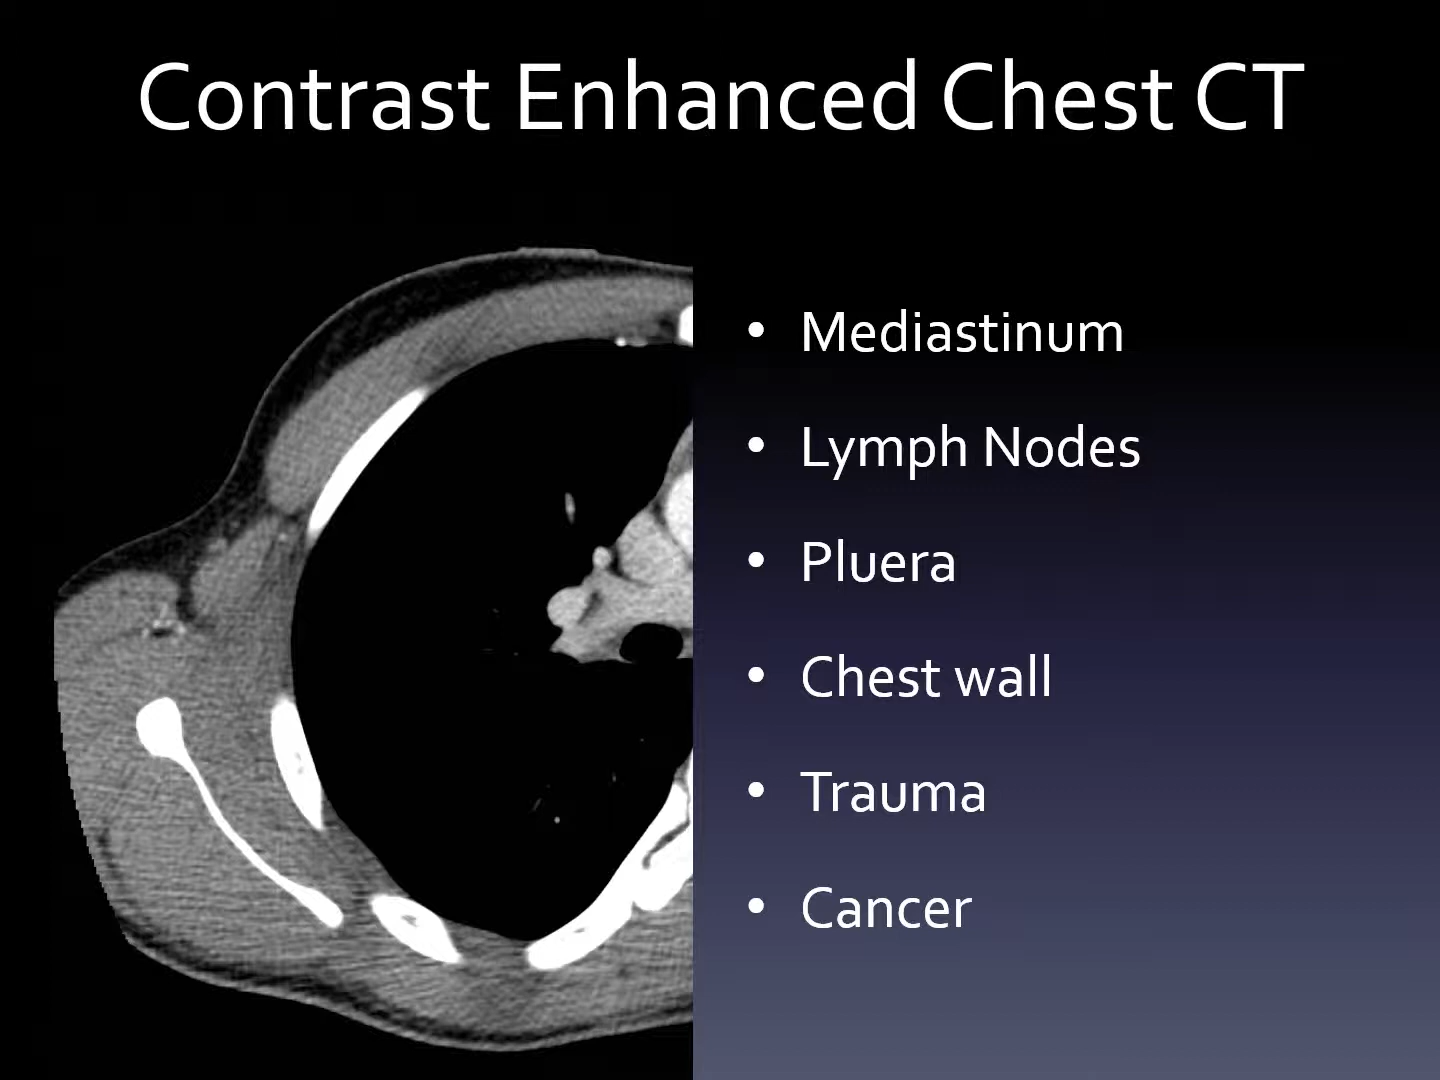 Contrast Enhanced Chest CT
• Mediastinum
• Lymph Nodes
• Pluera
• Chest wall
• Trauma
• Cancer